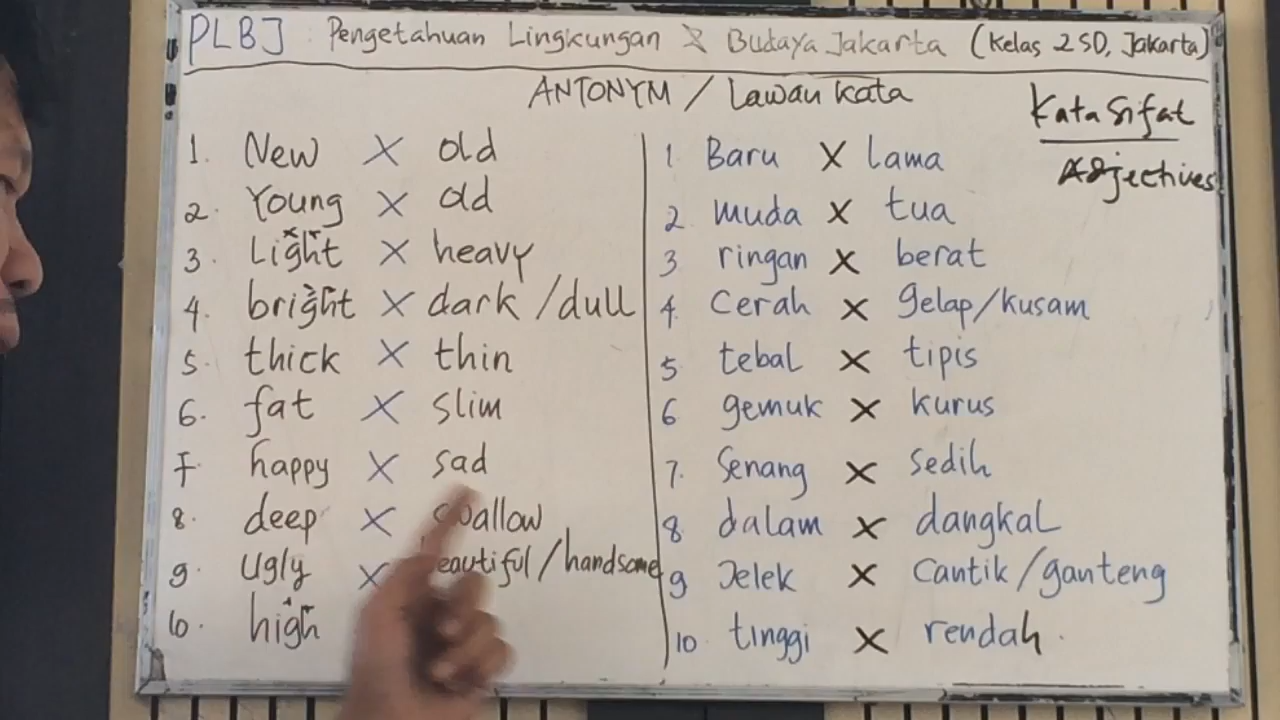 PLBJ : Pengetahuan Lingkungan & Budaya Jakarta (Kelas 2 SD, Jakarta)
ANTONYM / Lawan Kata
Kata Sifat
Adjectives
1. New X old
2. Young X old
3. Light X heavy
4. bright X dark / dull
5. thick X thin
6. fat X slim
7. happy X sad
8. deep X
9. Ugly X / handsome
10. high
1 Baru X lama
2 muda X tua
3 ringan X berat
4. Cerah X gelap/kusam
5 tebal X tipis
6 gemuk X kurus
7. Senang X Sedih
8 dalam X dangkal
9 Jelek X Cantik / ganteng
10 tinggi X rendah.